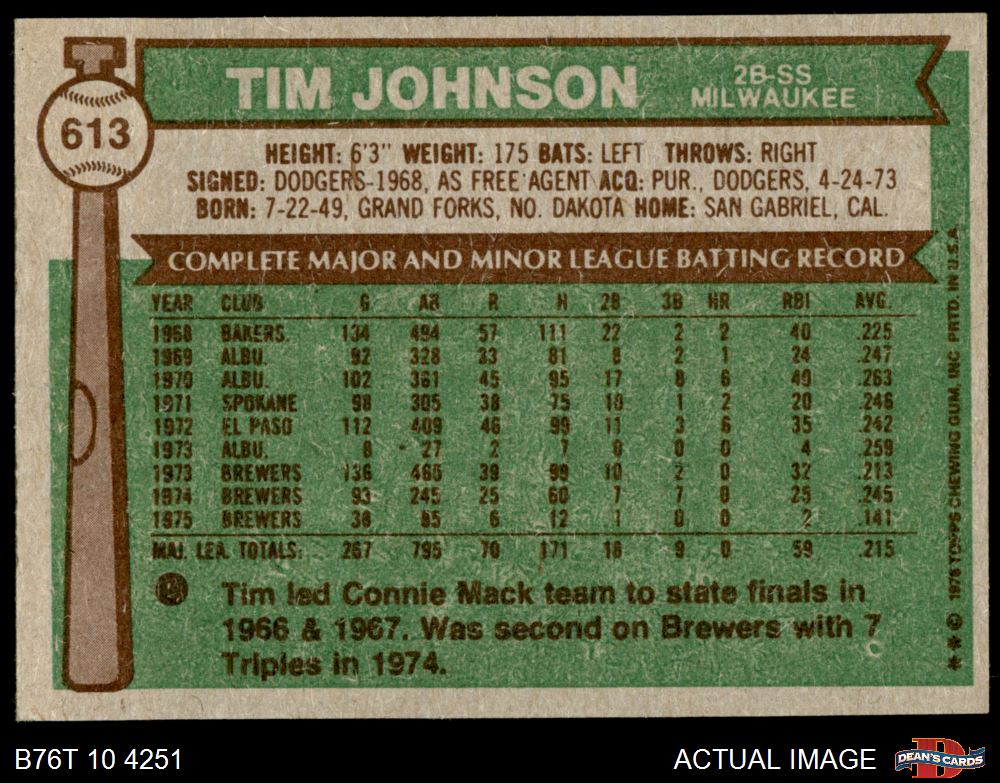 613
TIM JOHNSON
2B-SS
MILWAUKEE
HEIGHT: 6'3" WEIGHT: 175 BATS: LEFT THROWS: RIGHT
SIGNED: DODGERS-1968, AS FREE AGENT ACQ: PUR., DODGERS, 4-24-73
BORN: 7-22-49, GRAND FORKS, NO. DAKOTA HOME: SAN GABRIEL, CAL.
COMPLETE MAJOR AND MINOR LEAGUE BATTING RECORD
YEAR CLUB G AB R H 2B 3B HR RBI AVG.
1968 BAKERS. 134 494 57 111 22 2 2 40 .225
1969 ALBU. 92 328 33 81 8 2 1 24 .247
1970 ALBU. 102 361 45 95 17 8 6 49 .263
1971 SPOKANE 98 305 38 75 10 1 2 20 .246
1972 EL PASO 112 409 46 99 11 3 6 35 .242
1973 ALBU. 8 27 2 7 0 0 0 4 .259
1973 BREWERS 136 465 39 99 10 2 0 32 .213
1974 BREWERS 93 245 25 60 7 7 0 25 .245
1975 BREWERS 38 85 6 12 1 0 0 2 .141
MAJ. LEA. TOTALS: 267 795 70 171 18 9 0 59 .215
Tim led Connie Mack team to state finals in
1966 & 1967. Was second on Brewers with 7
Triples in 1974.
** © 1976 TOPPS CHEWING GUM, INC PRTD. IN U.S.A.
B76T 10 4251
ACTUAL IMAGE
DEAN'S CARDS